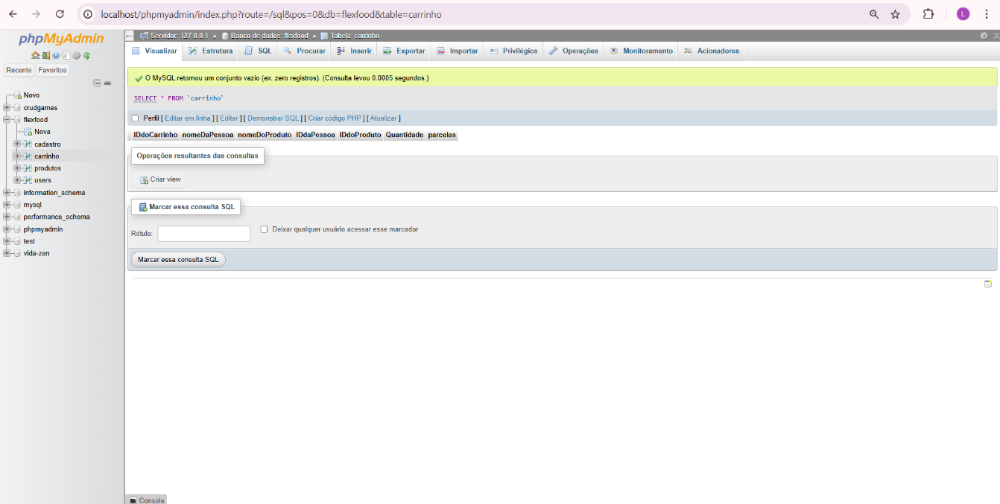 localhost/phpmyadmin/index.php?route=/sql&pos=0&db=flexfood&table=carrinho
L
phpMyAdmin
Recente Favoritos
Novo
crudgames
flexfood
Nova
cadastro
carrinho
produtos
users
information_schema
mysql
performance_schema
phpmyadmin
test
vida-zen
Servidor: 127.0.0.1 » Banco de dados: flexfood » Tabela: carrinho
Visualizar Estrutura SQL Procurar Inserir Exportar Importar Privilégios Operações Monitoramento Acionadores
O MySQL retornou um conjunto vazio (ex. zero registros). (Consulta levou 0.0005 segundos.)
SELECT * FROM `carrinho`
Perfil [ Editar em linha ] [ Editar ] [ Demonstrar SQL ] [ Criar código PHP ] [ Atualizar ]
IDdoCarrinho nomeDaPessoa nomeDoProduto IDdaPessoa IDdoProduto Quantidade parcelas
Operações resultantes das consultas
Criar view
Marcar essa consulta SQL
Rótulo: Deixar qualquer usuário acessar esse marcador
Marcar essa consulta SQL
Console